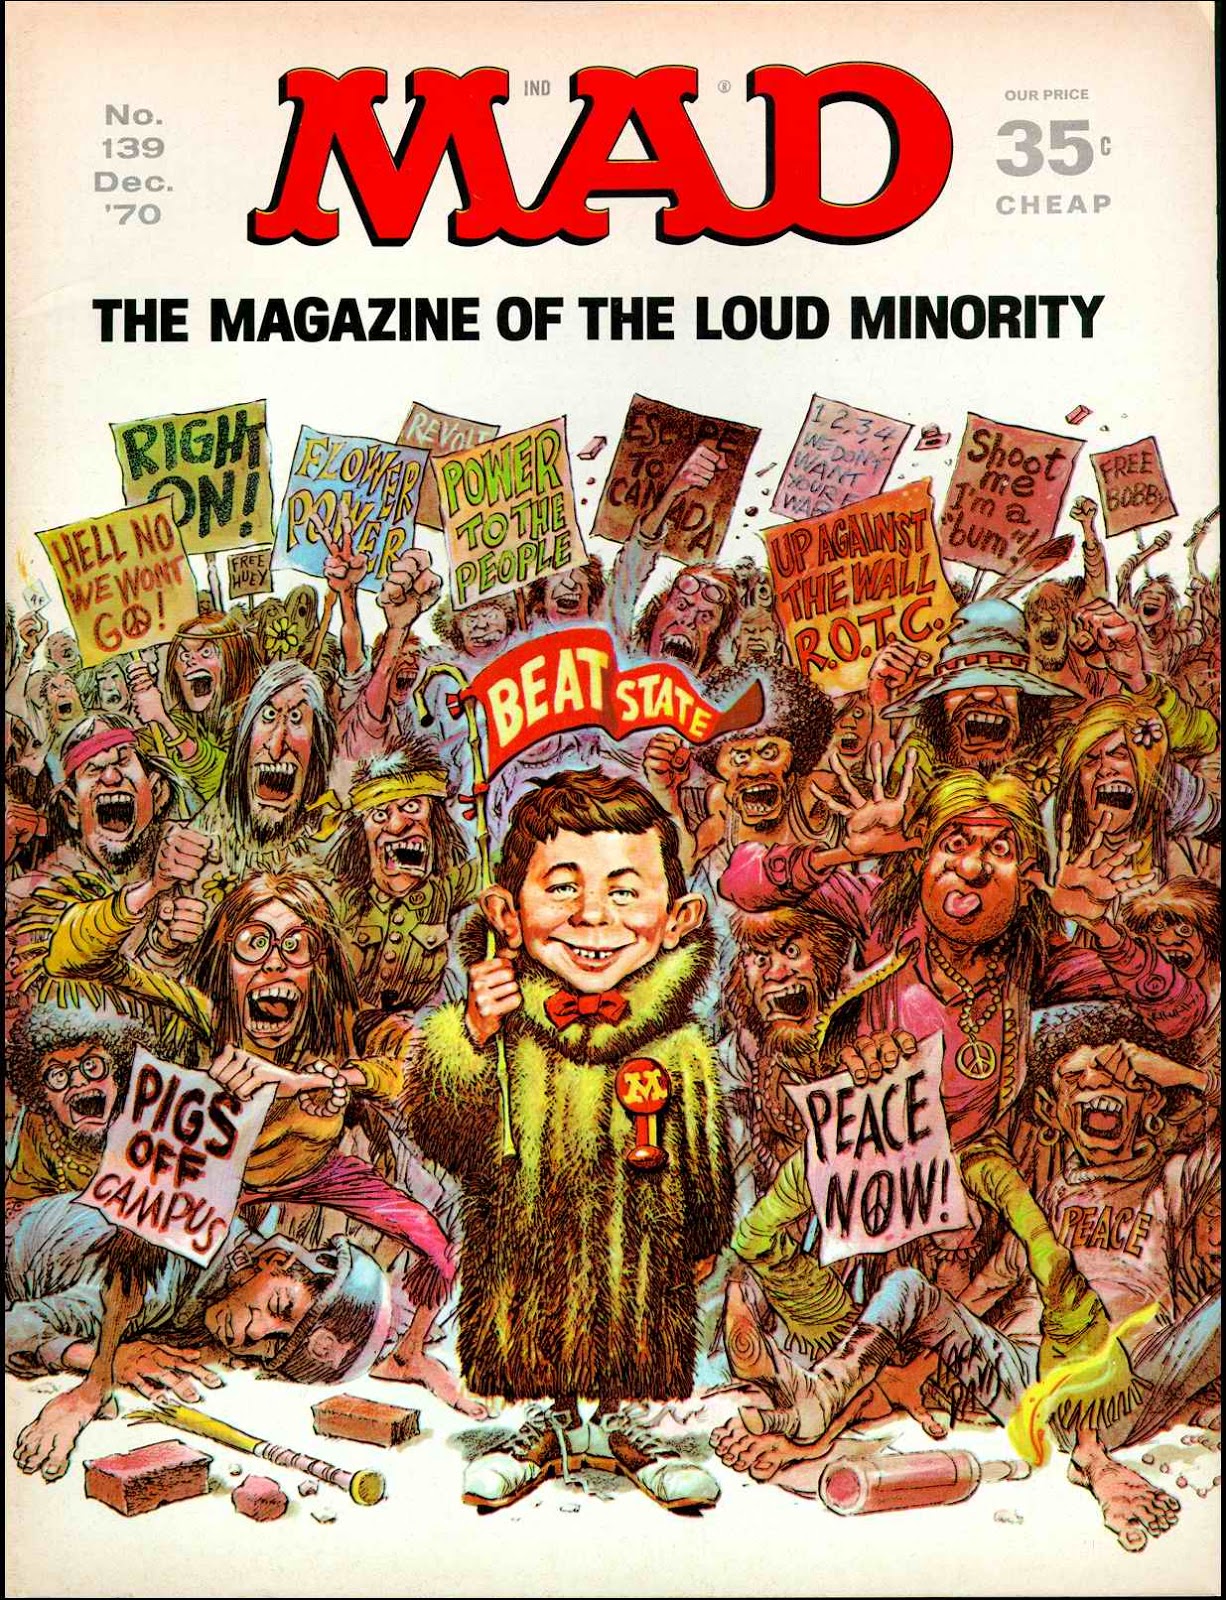 MAD
IND
®
No.
139
Dec.
'70
OUR PRICE
35¢
CHEAP
THE MAGAZINE OF THE LOUD MINORITY
RIGHT
ON!
FLOWER
POWER
REVOLT
POWER
TO THE
PEOPLE
ESCAPE
TO
CANADA
1,2,3,4
WE DON'T
WANT
YOUR F
WAR
Shoot
me
I'm a
"bum"!
FREE
BOBBY
HELL NO
WE WONT
GO!
FREE
HUEY
UP AGAINST
THE WALL
R.O.T.C.
BEAT STATE
M
PIGS
OFF
CAMPUS
PEACE
NOW!
PEACE
JACK
DAVIS